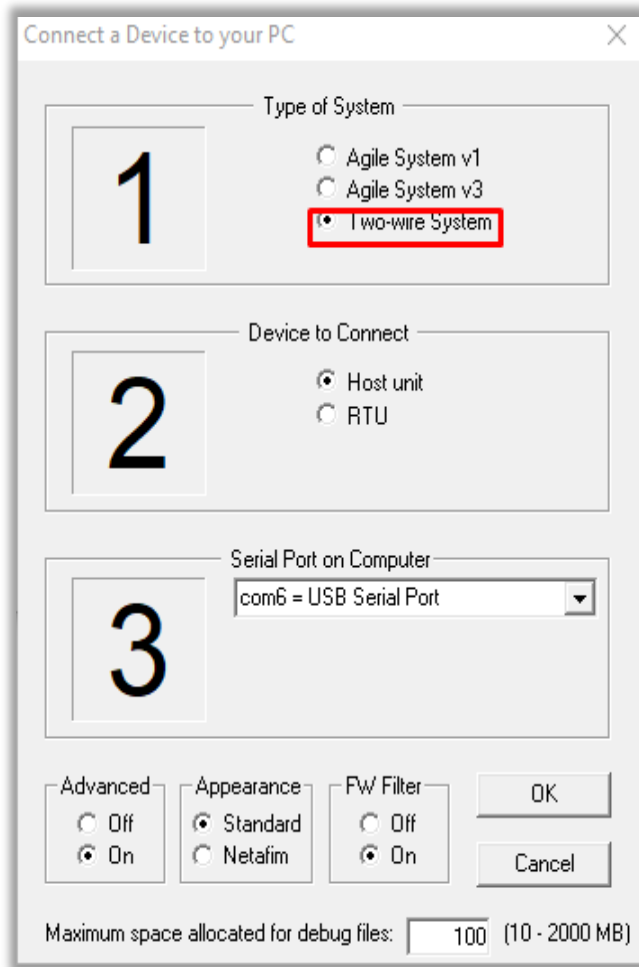 Connect a Device to your PC
Type of System
1
Agile System v1
Agile System v3
Two-wire System
Device to Connect
2
Host unit
RTU
Serial Port on Computer
3
com6 = USB Serial Port
Advanced
Off
On
Appearance
Standard
Netafim
FW Filter
Off
On
OK
Cancel
Maximum space allocated for debug files: 100 (10 - 2000 MB)